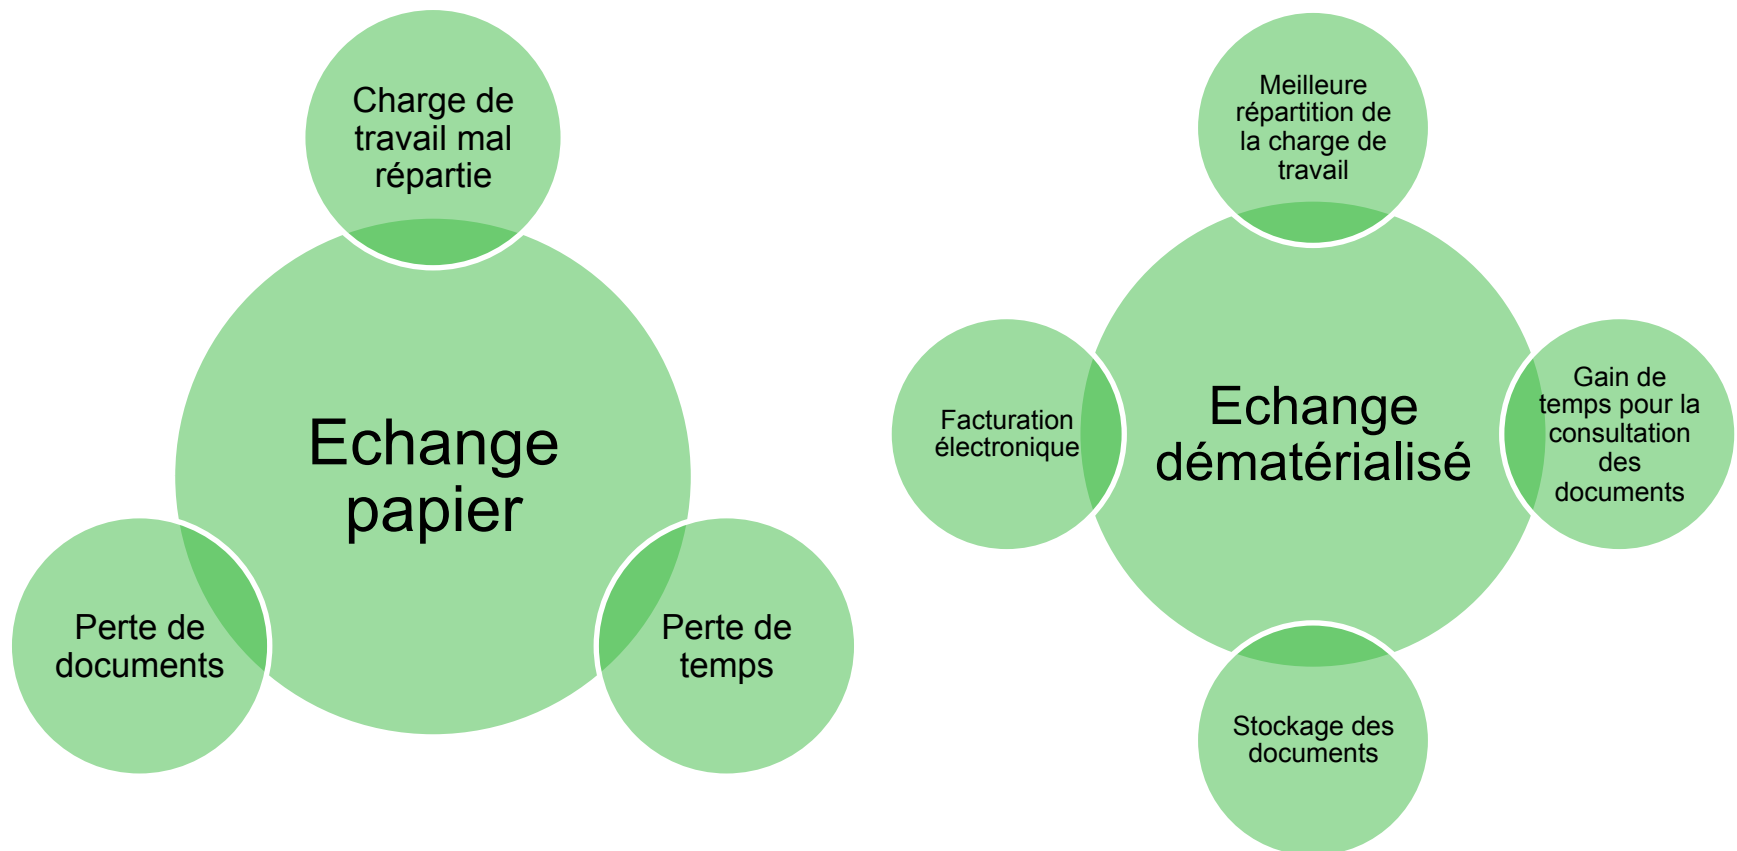 Charge de
travail mal
répartie
Echange
papier
Perte de
documents
Perte de
temps
Meilleure
répartition de
la charge de
travail
Facturation
électronique
Echange
dématérialisé
Gain de
temps pour la
consultation
des
documents
Stockage des
documents